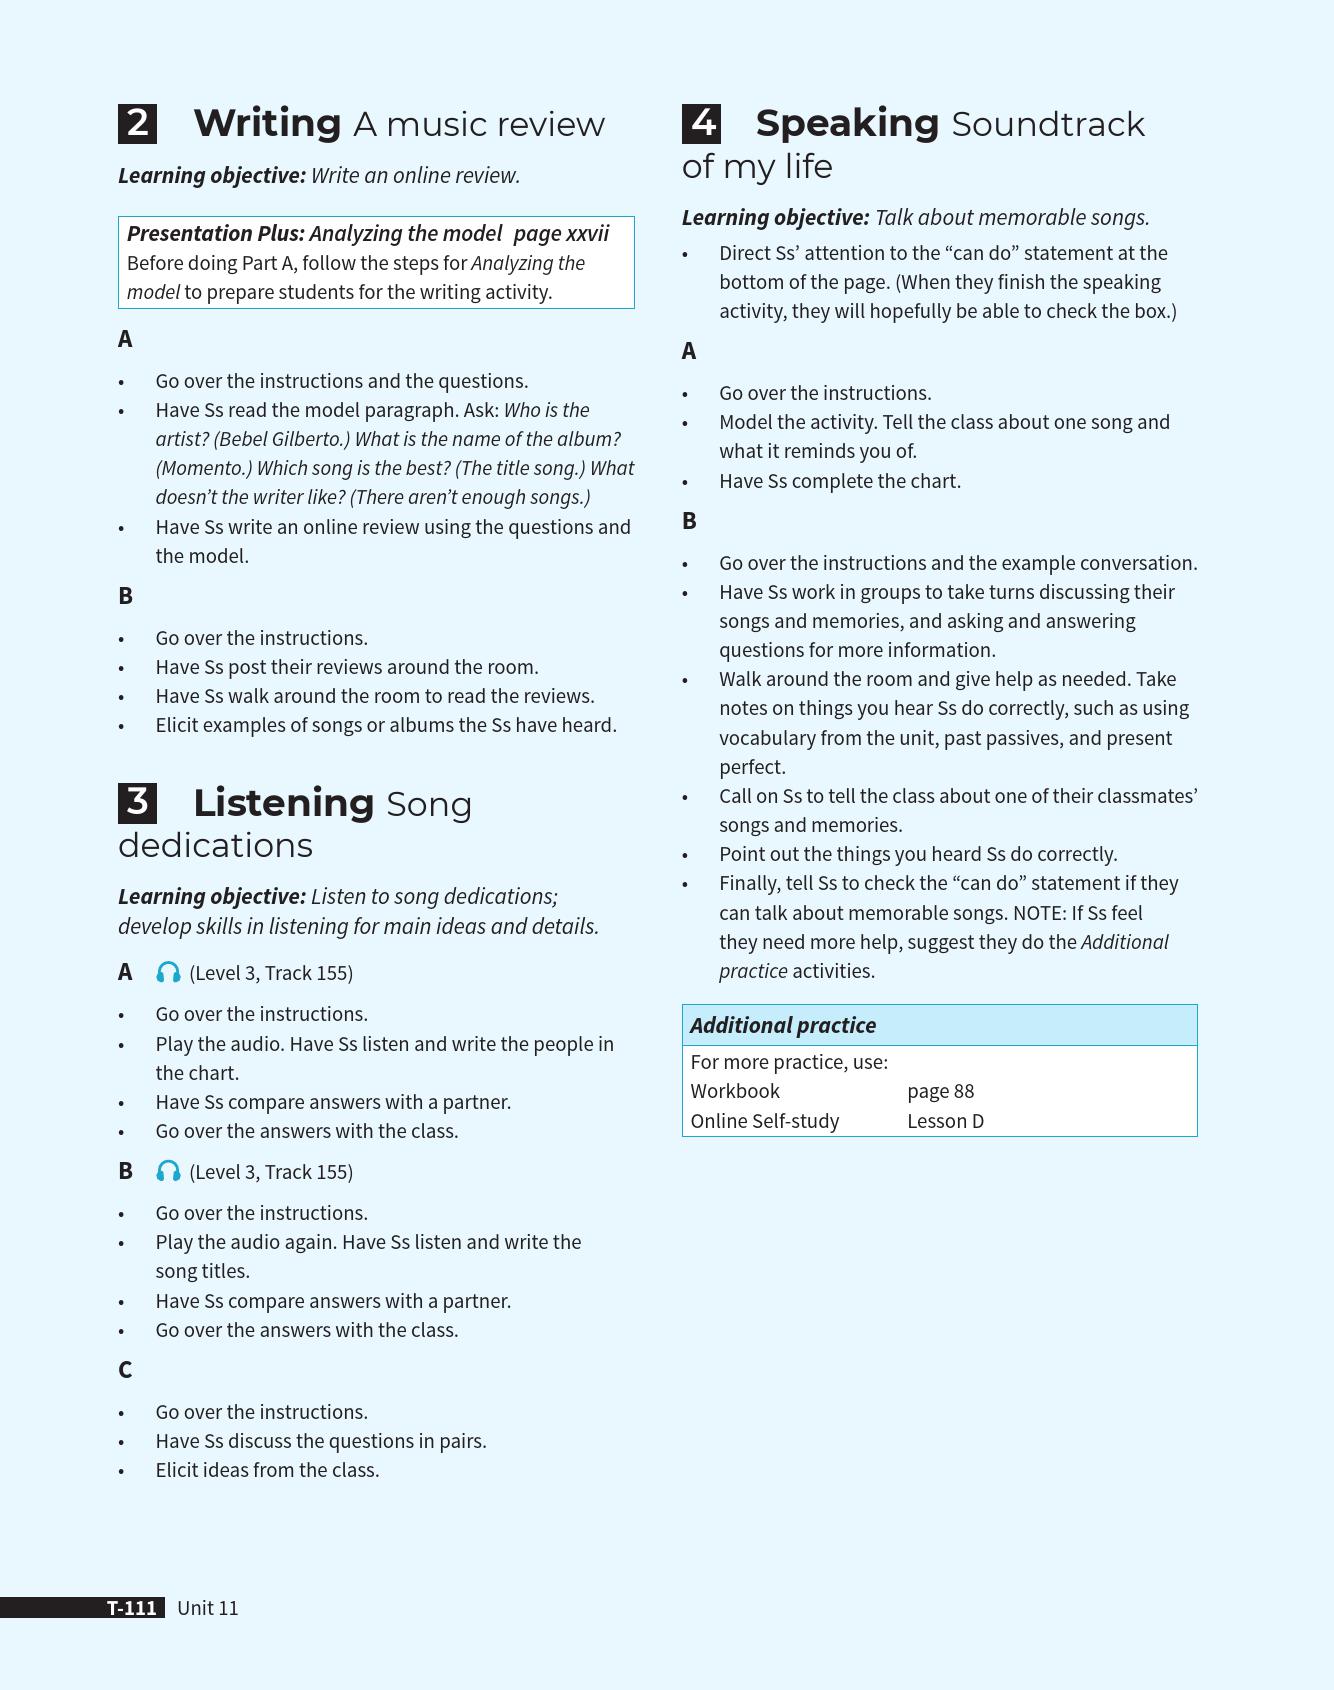 2 Writing A music review
Learning objective: Write an online review.
Presentation Plus: Analyzing the model page xxvii
Before doing Part A, follow the steps for Analyzing the
model to prepare students for the writing activity.
A
• Go over the instructions and the questions.
• Have Ss read the model paragraph. Ask: Who is the
artist? (Bebel Gilberto.) What is the name of the album?
(Momento.) Which song is the best? (The title song.) What
doesn’t the writer like? (There aren’t enough songs.)
• Have Ss write an online review using the questions and
the model.
B
• Go over the instructions.
• Have Ss post their reviews around the room.
• Have Ss walk around the room to read the reviews.
• Elicit examples of songs or albums the Ss have heard.
3 Listening Song
dedications
Learning objective: Listen to song dedications;
develop skills in listening for main ideas and details.
A (Level 3, Track 155)
• Go over the instructions.
• Play the audio. Have Ss listen and write the people in
the chart.
• Have Ss compare answers with a partner.
• Go over the answers with the class.
B (Level 3, Track 155)
• Go over the instructions.
• Play the audio again. Have Ss listen and write the
song titles.
• Have Ss compare answers with a partner.
• Go over the answers with the class.
C
• Go over the instructions.
• Have Ss discuss the questions in pairs.
• Elicit ideas from the class.
4 Speaking Soundtrack
of my life
Learning objective: Talk about memorable songs.
• Direct Ss’ attention to the “can do” statement at the
bottom of the page. (When they finish the speaking
activity, they will hopefully be able to check the box.)
A
• Go over the instructions.
• Model the activity. Tell the class about one song and
what it reminds you of.
• Have Ss complete the chart.
B
• Go over the instructions and the example conversation.
• Have Ss work in groups to take turns discussing their
songs and memories, and asking and answering
questions for more information.
• Walk around the room and give help as needed. Take
notes on things you hear Ss do correctly, such as using
vocabulary from the unit, past passives, and present
perfect.
• Call on Ss to tell the class about one of their classmates’
songs and memories.
• Point out the things you heard Ss do correctly.
• Finally, tell Ss to check the “can do” statement if they
can talk about memorable songs. NOTE: If Ss feel
they need more help, suggest they do the Additional
practice activities.
Additional practice
For more practice, use:
Workbook page 88
Online Self-study Lesson D
T-111 Unit 11